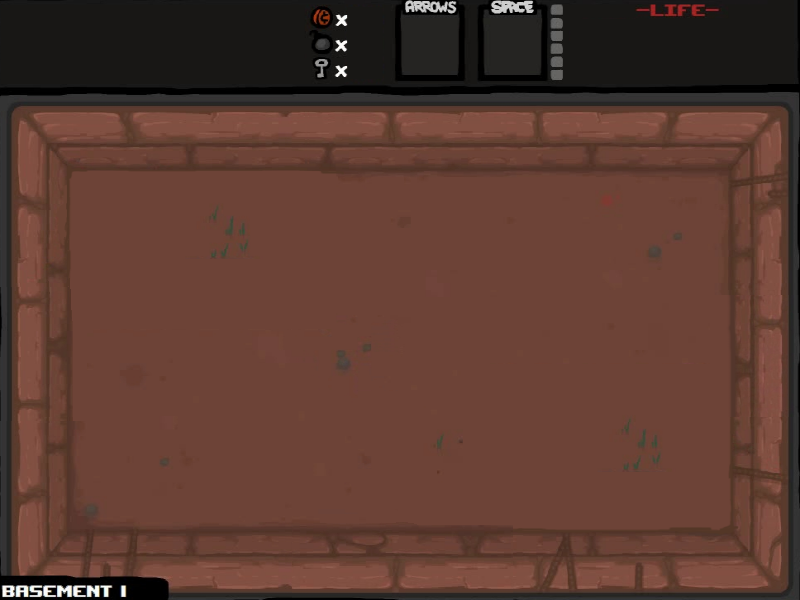 ARROWS
SPACE
-LIFE-
x
x
x
BASEMENT I